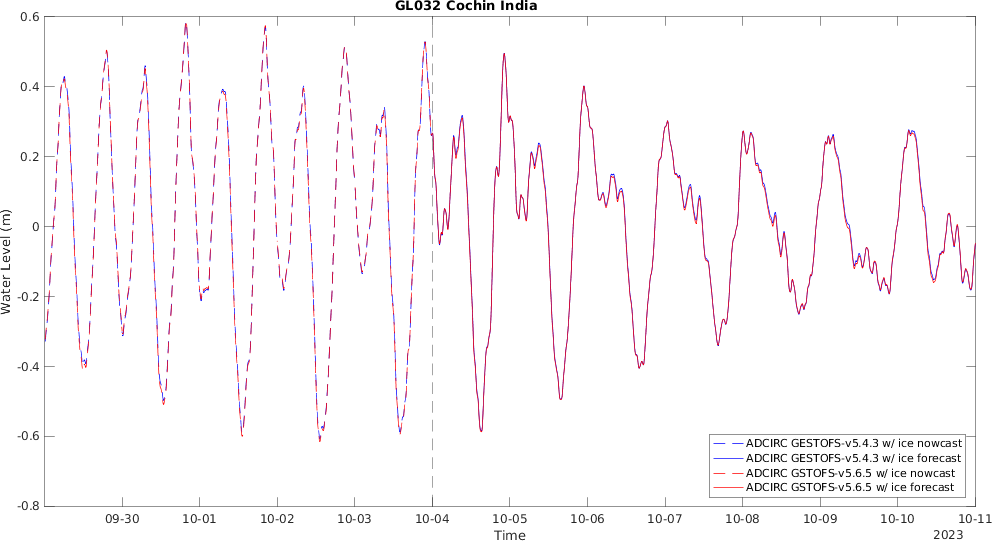 GL032 Cochin India
0.6
0.4
0.2
0
-0.2
-0.4
-0.6
-0.8
Water Level (m)
ADCIRC GESTOFS-v5.4.3 w/ ice nowcast
ADCIRC GESTOFS-v5.4.3 w/ ice forecast
ADCIRC GSTOFS-v5.6.5 w/ ice nowcast
ADCIRC GSTOFS-v5.6.5 w/ ice forecast
09-30 10-01 10-02 10-03 10-04 10-05 10-06 10-07 10-08 10-09 10-10 10-11
Time
2023